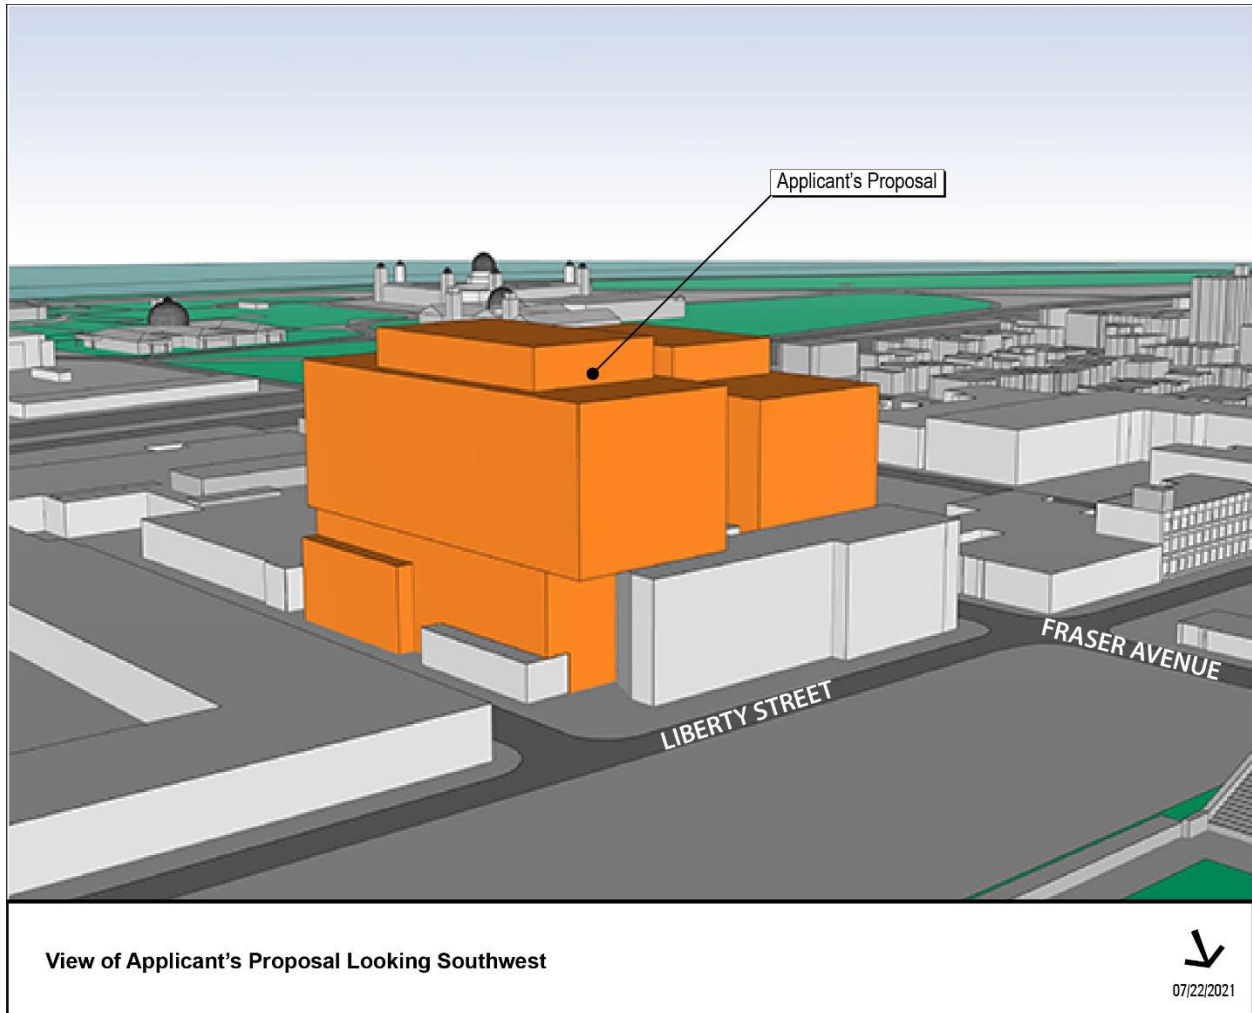 Applicant's Proposal
FRASER AVENUE
LIBERTY STREET
View of Applicant's Proposal Looking Southwest
07/22/2021